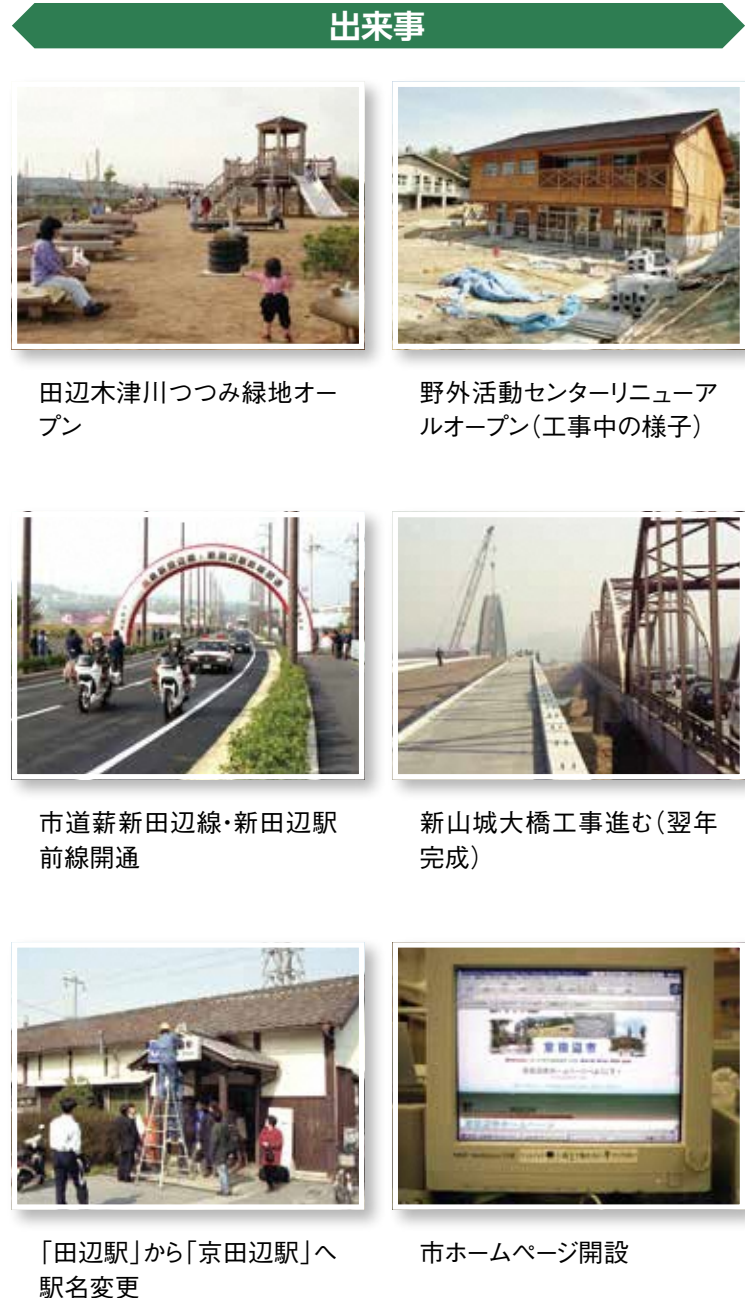 出来事
田辺木津川つつみ緑地オー
プン
野外活動センターリニューア
ルオープン(工事中の様子)
市道薪新田辺線・新田辺駅
前線開通
新山城大橋工事進む(翌年
完成)
京田辺市
「田辺駅」から「京田辺駅」へ
駅名変更
市ホームページ開設